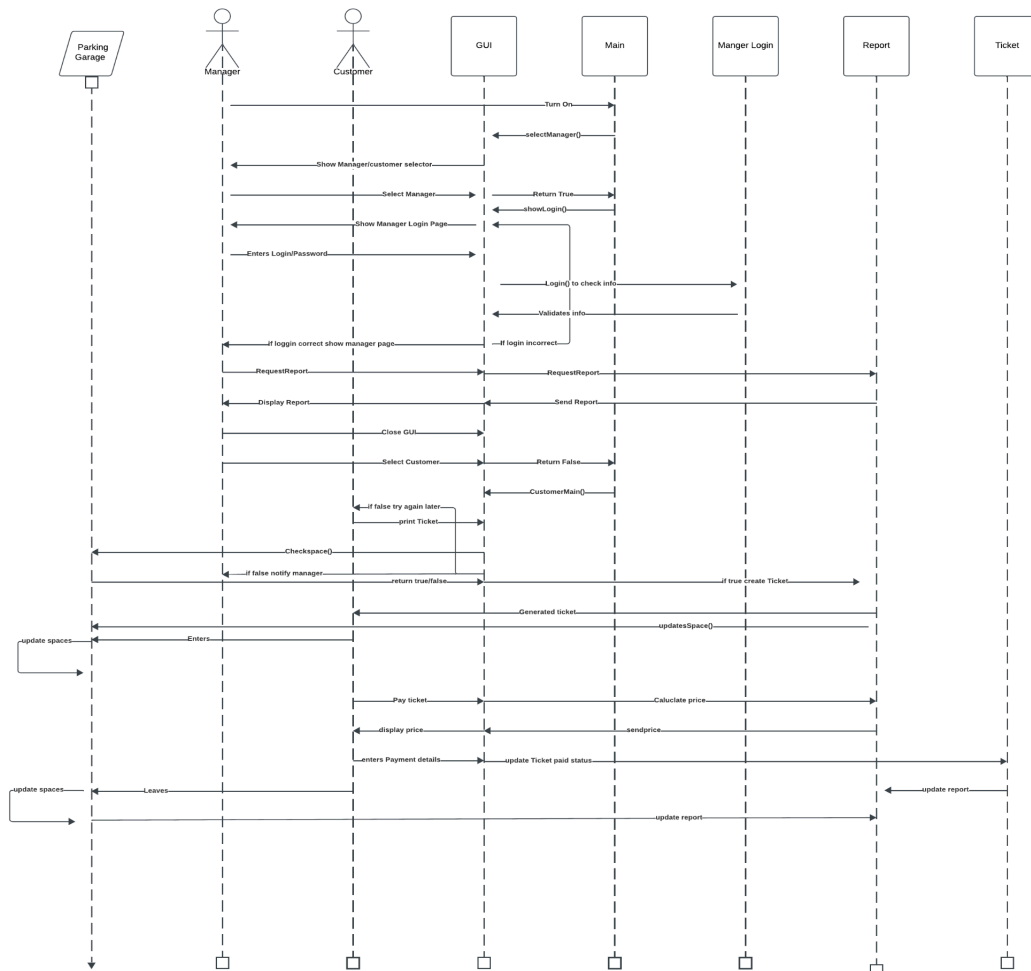 Parking
Garage
Manager
Customer
GUI
Main
Manger Login
Report
Ticket
Turn On
selectManager()
Show Manager/customer selector
Select Manager
Return True
showLogin()
Show Manager Login Page
Enters Login/Password
Login() to check info
Validates info
if loggin correct show manager page
If login incorrect
RequestReport
RequestReport
Display Report
Send Report
Close GUI
Select Customer
Return False
CustomerMain()
if false try again later
print Ticket
Checkspace()
if false notify manager
return true/false
if true create Ticket
Generated ticket
updatesSpace()
update spaces
Enters
Pay ticket
Caluclate price
display price
sendprice
enters Payment details
update Ticket paid status
update spaces
Leaves
update report
update report